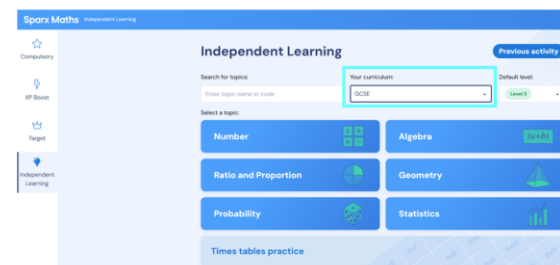 Sparx Maths Independent Learning
Compulsory
XP Boost
Target
Independent
Learning
Independent Learning
Previous activity
Search for topics:
Your curriculum:
Default level:
Enter topic name or code
GCSE
Level 3
Select a topic:
Number
Algebra
(a+b)
Ratio and Proportion
Geometry
Probability
Statistics
Times tables practice